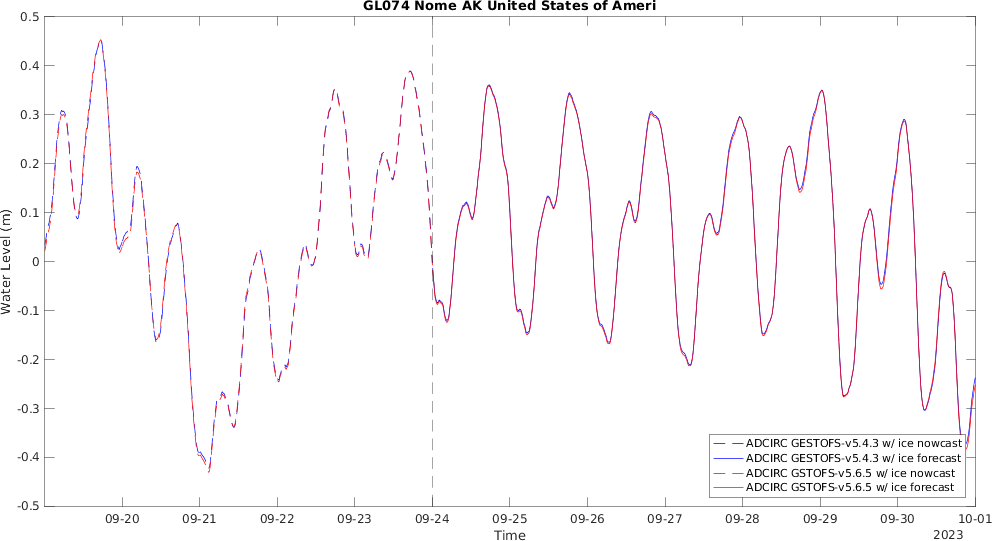 GL074 Nome AK United States of Ameri
0.5
0.4
0.3
0.2
0.1
0
-0.1
-0.2
-0.3
-0.4
-0.5
Water Level (m)
ADCIRC GESTOFS-v5.4.3 w/ ice nowcast
ADCIRC GESTOFS-v5.4.3 w/ ice forecast
ADCIRC GSTOFS-v5.6.5 w/ ice nowcast
ADCIRC GSTOFS-v5.6.5 w/ ice forecast
09-20 09-21 09-22 09-23 09-24 09-25 09-26 09-27 09-28 09-29 09-30 10-01
Time
2023